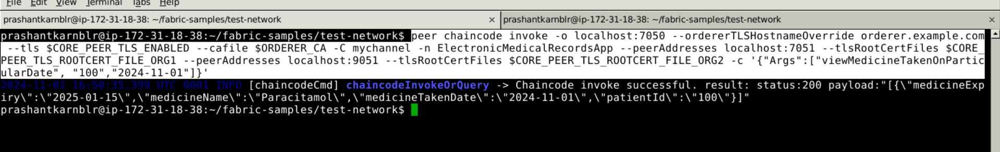 File Edit View Terminal Tabs Help
prashantkarnblr@ip-172-31-18-38: ~/fabric-samples/test-network × prashantkarnblr@ip-172-31-18-38: ~/fabric-samples/test-network ×
prashantkarnblr@ip-172-31-18-38:~/fabric-samples/test-network$ peer chaincode invoke -o localhost:7050 --ordererTLSHostnameOverride orderer.example.com
--tls $CORE_PEER_TLS_ENABLED --cafile $ORDERER_CA -C mychannel -n ElectronicMedicalRecordsApp --peerAddresses localhost:7051 --tlsRootCertFiles $CORE_
PEER_TLS_ROOTCERT_FILE_ORG1 --peerAddresses localhost:9051 --tlsRootCertFiles $CORE_PEER_TLS_ROOTCERT_FILE_ORG2 -c '{"Args":["viewMedicineTakenOnPartic
ularDate", "100","2024-11-01"]}'
2024-11-01 16:50:35.399 UTC 0001 INFO [chaincodeCmd] chaincodeInvokeOrQuery -> Chaincode invoke successful. result: status:200 payload:"[{\"medicineExp
iry\":\"2025-01-15\",\"medicineName\":\"Paracitamol\",\"medicineTakenDate\":\"2024-11-01\",\"patientId\":\"100\"}]"
prashantkarnblr@ip-172-31-18-38:~/fabric-samples/test-network$